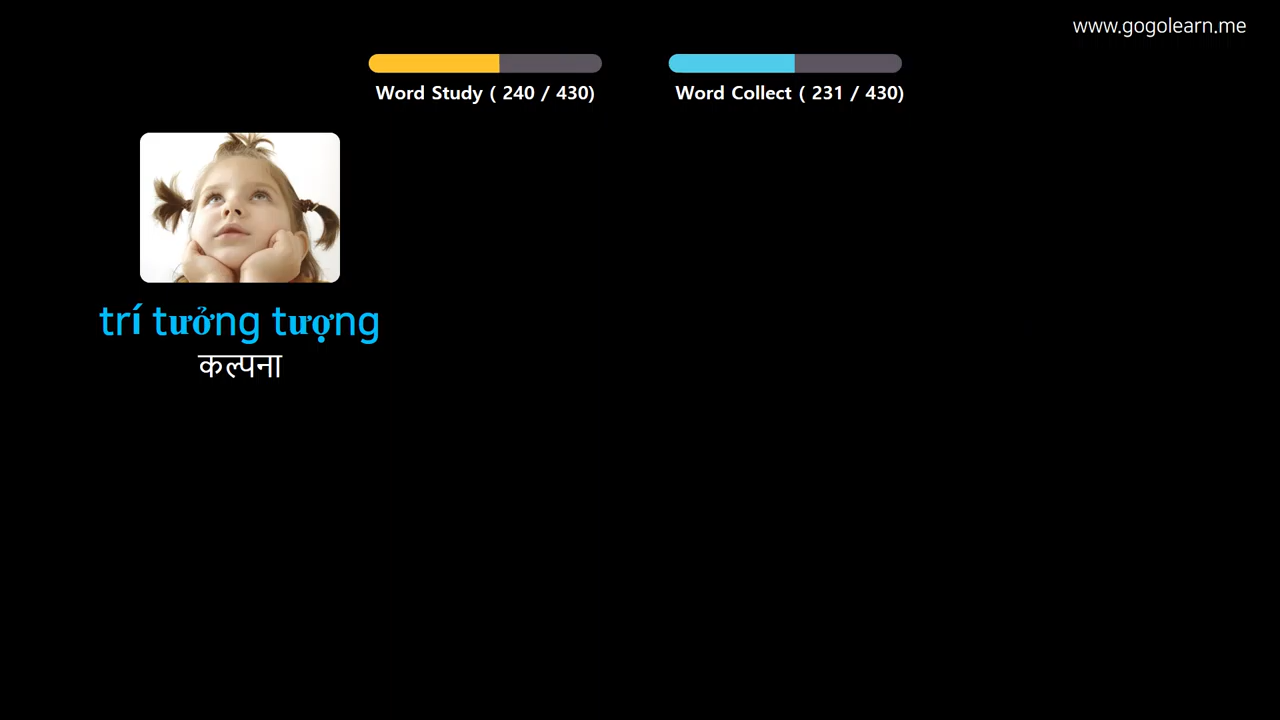 www.gogolearn.me
Word Study ( 240 / 430)
Word Collect ( 231 / 430)
trí tưởng tượng
कल्पना